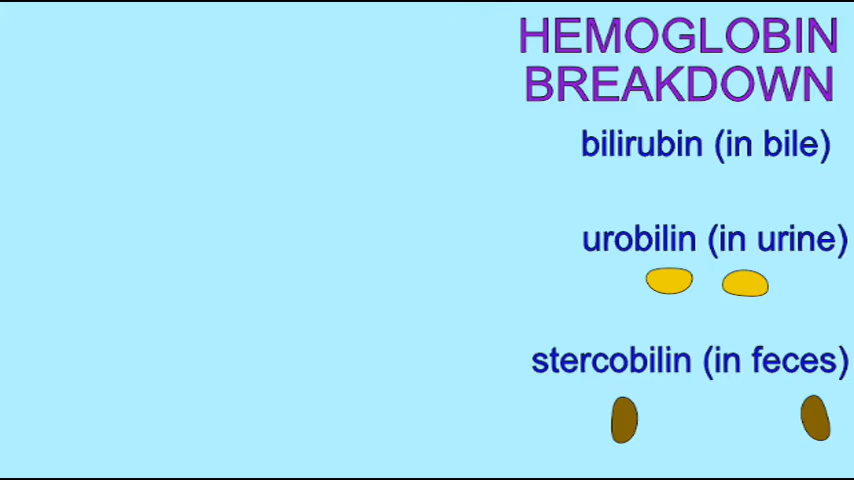 HEMOGLOBIN
BREAKDOWN
bilirubin (in bile)
urobilin (in urine)
stercobilin (in feces)